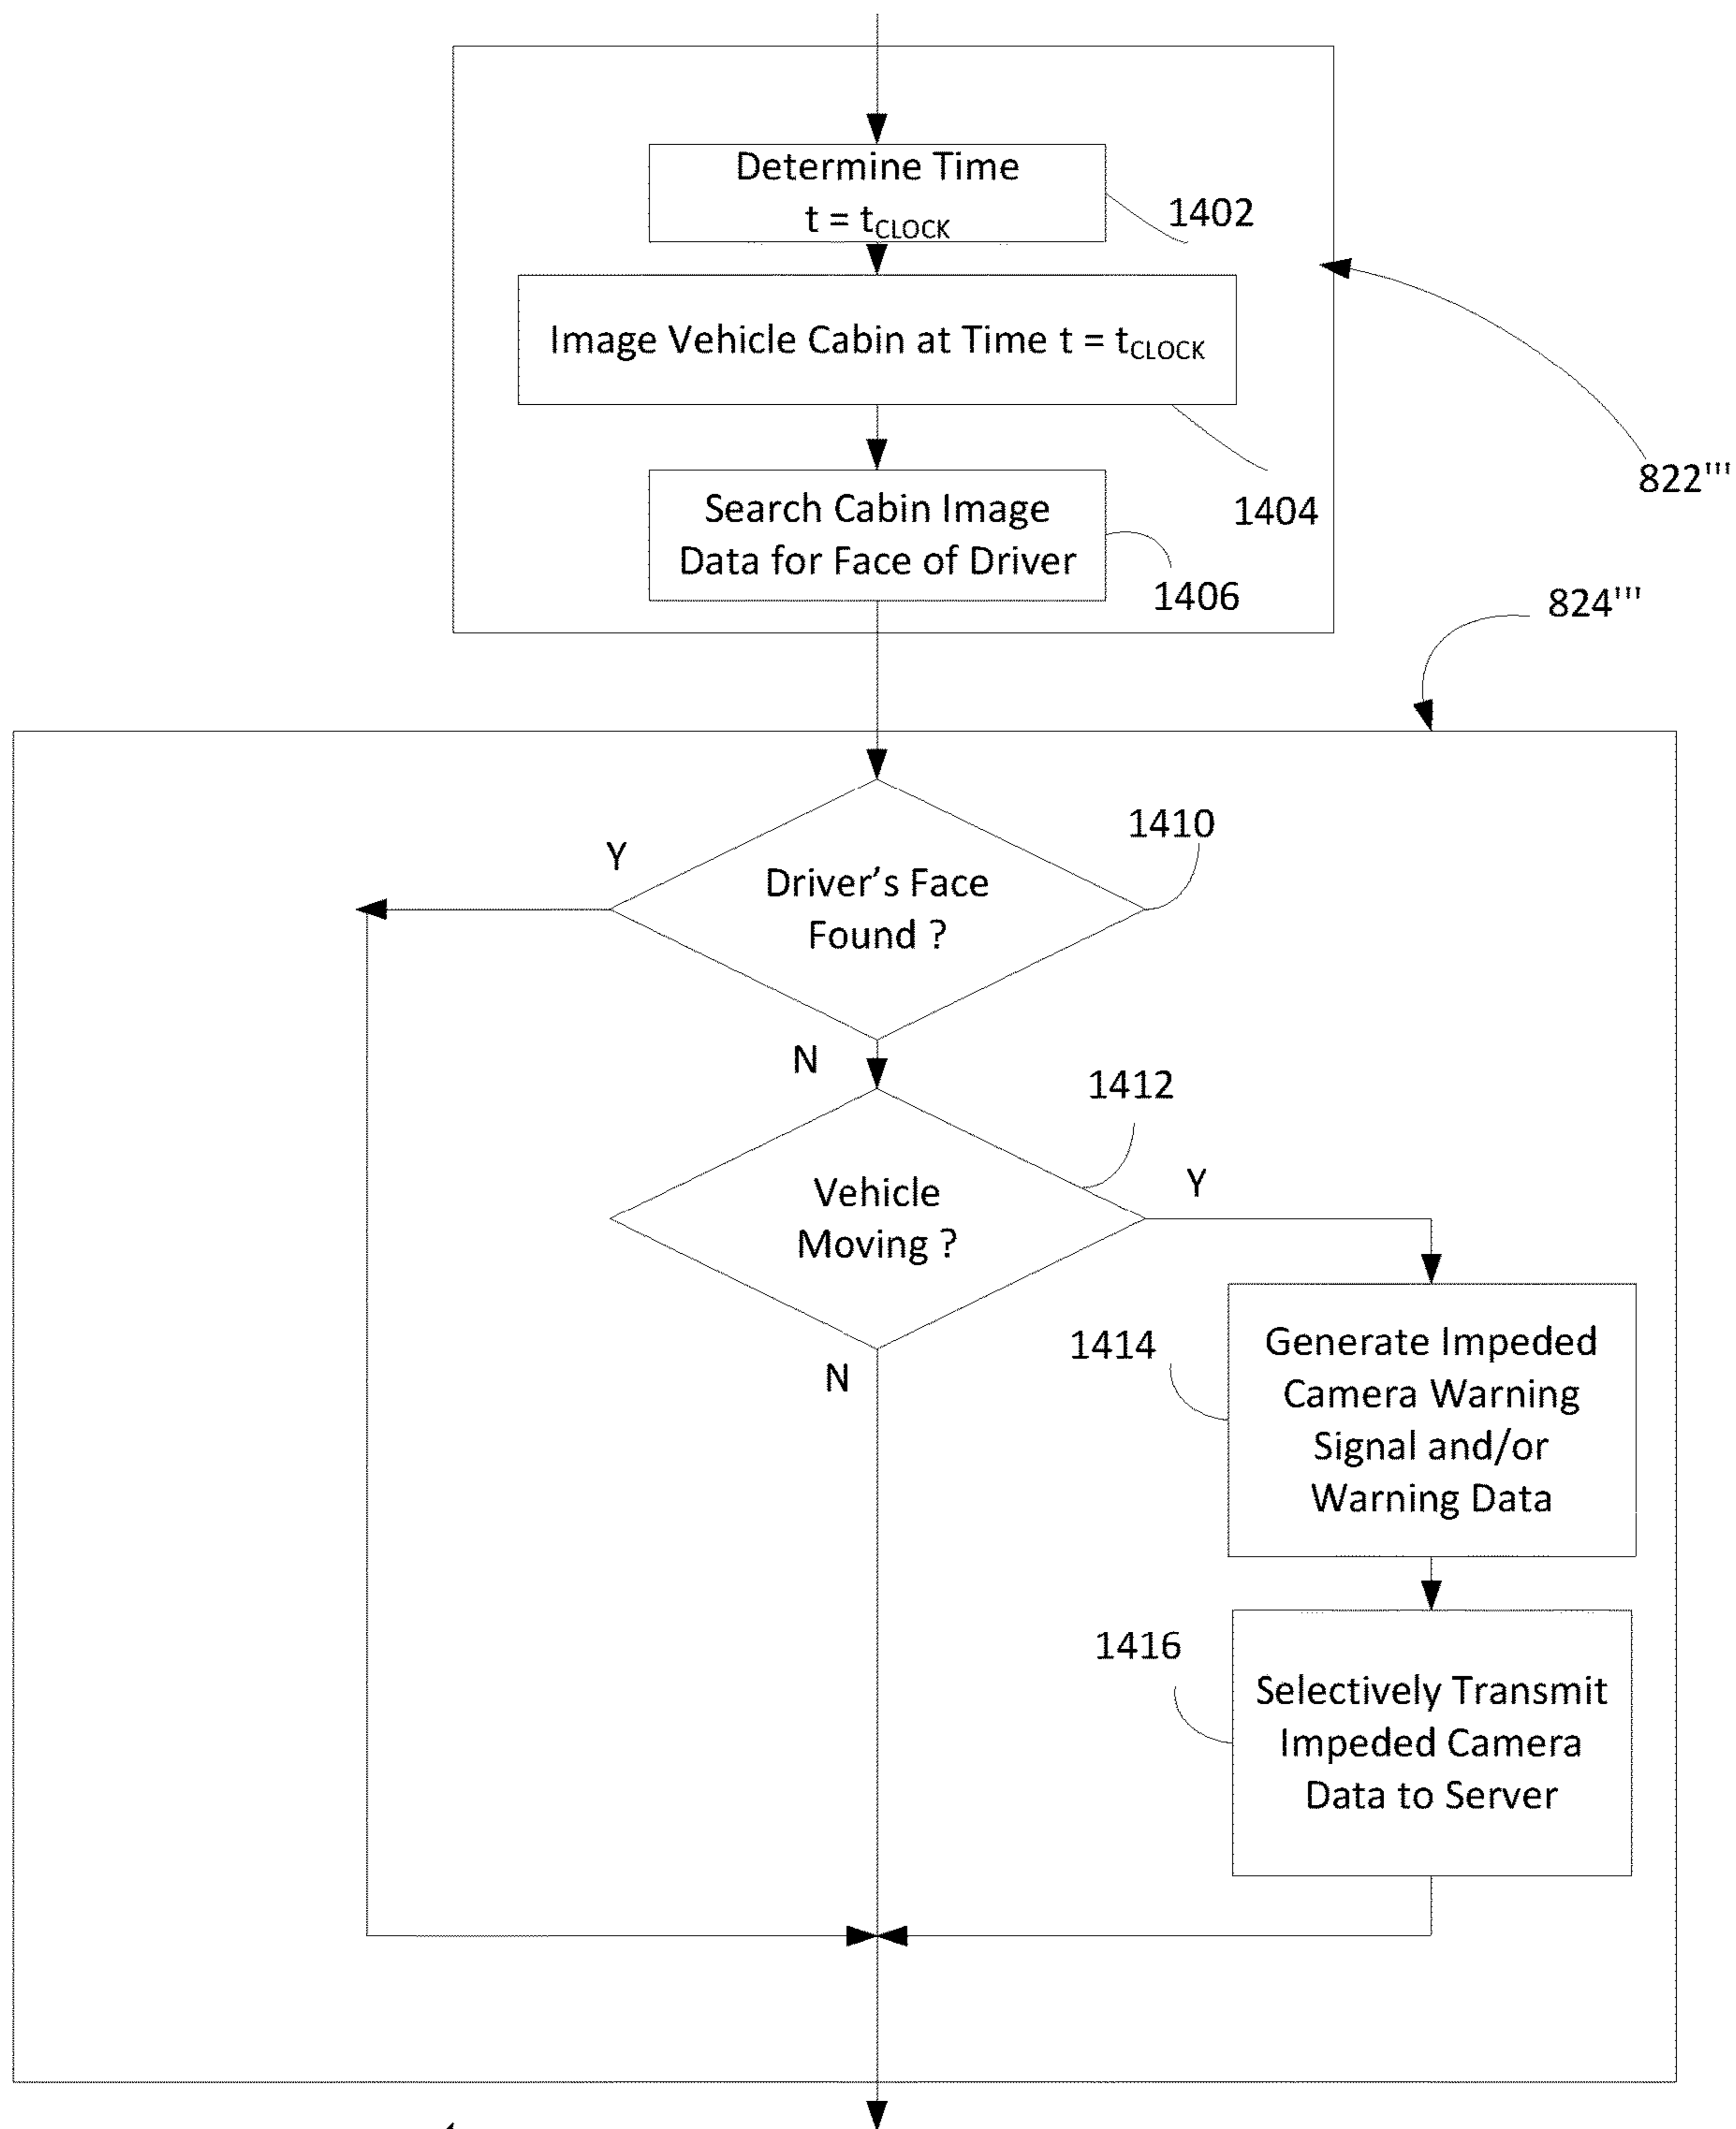 Determine Time
t = tCLOCK
1402
Image Vehicle Cabin at Time t = tCLOCK
822'''
1404
Search Cabin Image
Data for Face of Driver
1406
824'''
1410
Y
Driver’s Face
Found ?
N
1412
Y
Vehicle
Moving ?
N
1414
Generate Impeded
Camera Warning
Signal and/or
Warning Data
1416
Selectively Transmit
Impeded Camera
Data to Server